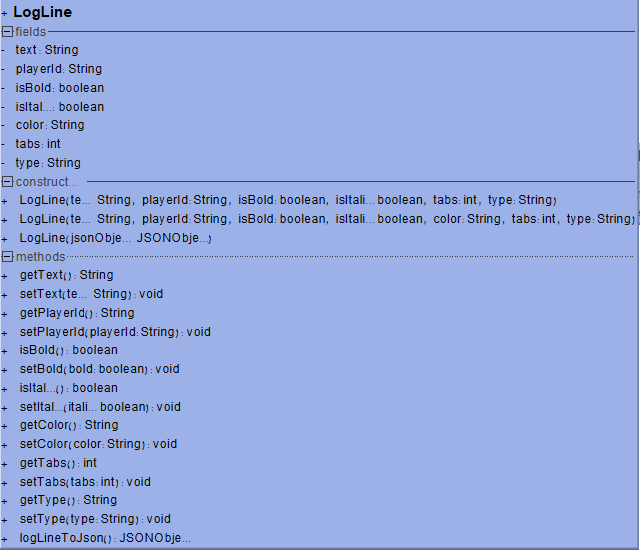 + LogLine
fields
- text: String
- playerId: String
- isBold: boolean
- isItal...: boolean
- color: String
- tabs: int
- type: String
construct...
+ LogLine(te... String, playerId:String, isBold:boolean, isItali...boolean, tabs:int, type:String)
+ LogLine(te... String, playerId:String, isBold:boolean, isItali...boolean, color:String, tabs:int, type:String)
+ LogLine(jsonObje... JSONObje...)
methods
+ getText(): String
+ setText(te... String): void
+ getPlayerId(): String
+ setPlayerId(playerId:String): void
+ isBold(): boolean
+ setBold(bold:boolean): void
+ isItal...(): boolean
+ setItal...(itali... boolean): void
+ getColor(): String
+ setColor(color:String): void
+ getTabs(): int
+ setTabs(tabs:int): void
+ getType(): String
+ setType(type:String): void
+ logLineToJson(): JSONObje...